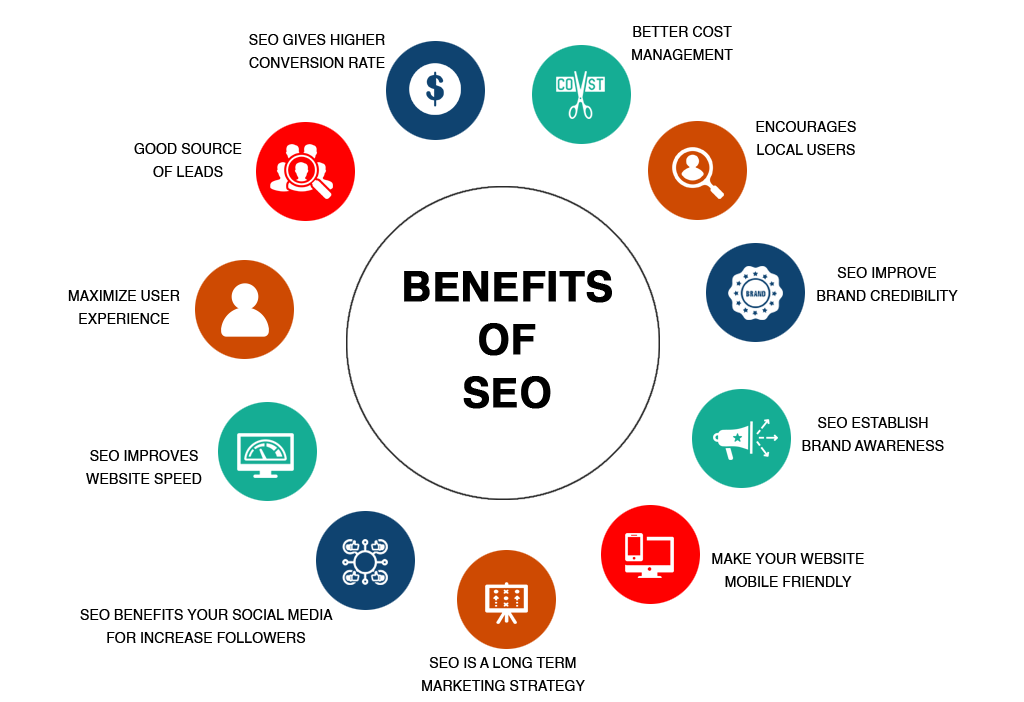 SEO GIVES HIGHER
CONVERSION RATE
$
BETTER COST
MANAGEMENT
COST
GOOD SOURCE
OF LEADS
ENCOURAGES
LOCAL USERS
BENEFITS
OF
SEO
MAXIMIZE USER
EXPERIENCE
BRAND
SEO IMPROVE
BRAND CREDIBILITY
SEO IMPROVES
WEBSITE SPEED
SEO ESTABLISH
BRAND AWARENESS
SEO BENEFITS YOUR SOCIAL MEDIA
FOR INCREASE FOLLOWERS
MAKE YOUR WEBSITE
MOBILE FRIENDLY
SEO IS A LONG TERM
MARKETING STRATEGY